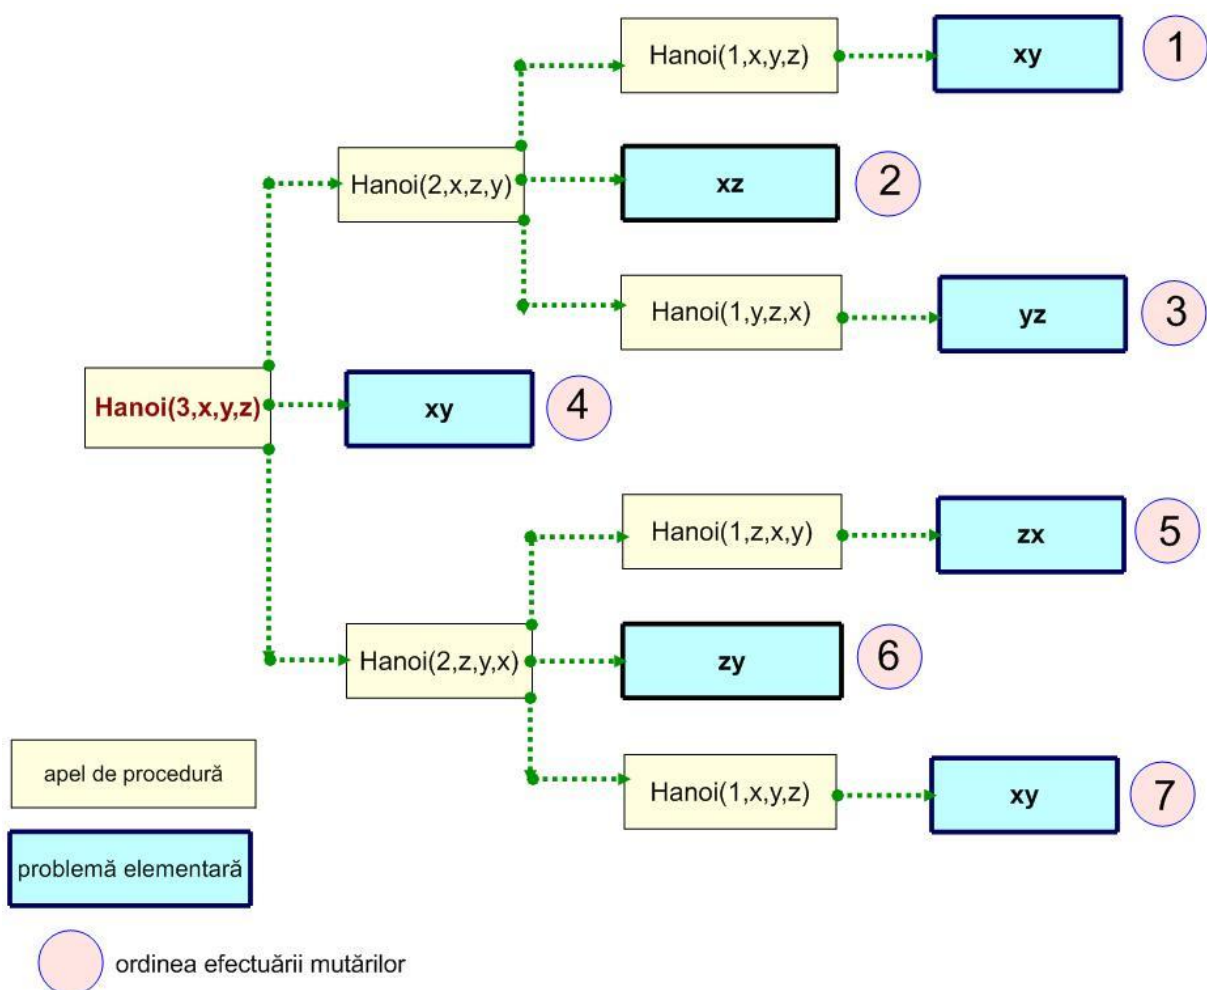 Hanoi(1,x,y,z)
xy
1
Hanoi(2,x,z,y)
xz
2
Hanoi(1,y,z,x)
yz
3
Hanoi(3,x,y,z)
xy
4
Hanoi(1,z,x,y)
zx
5
Hanoi(2,z,y,x)
zy
6
Hanoi(1,x,y,z)
xy
7
apel de procedură
problemă elementară
ordinea efectuării mutărilor